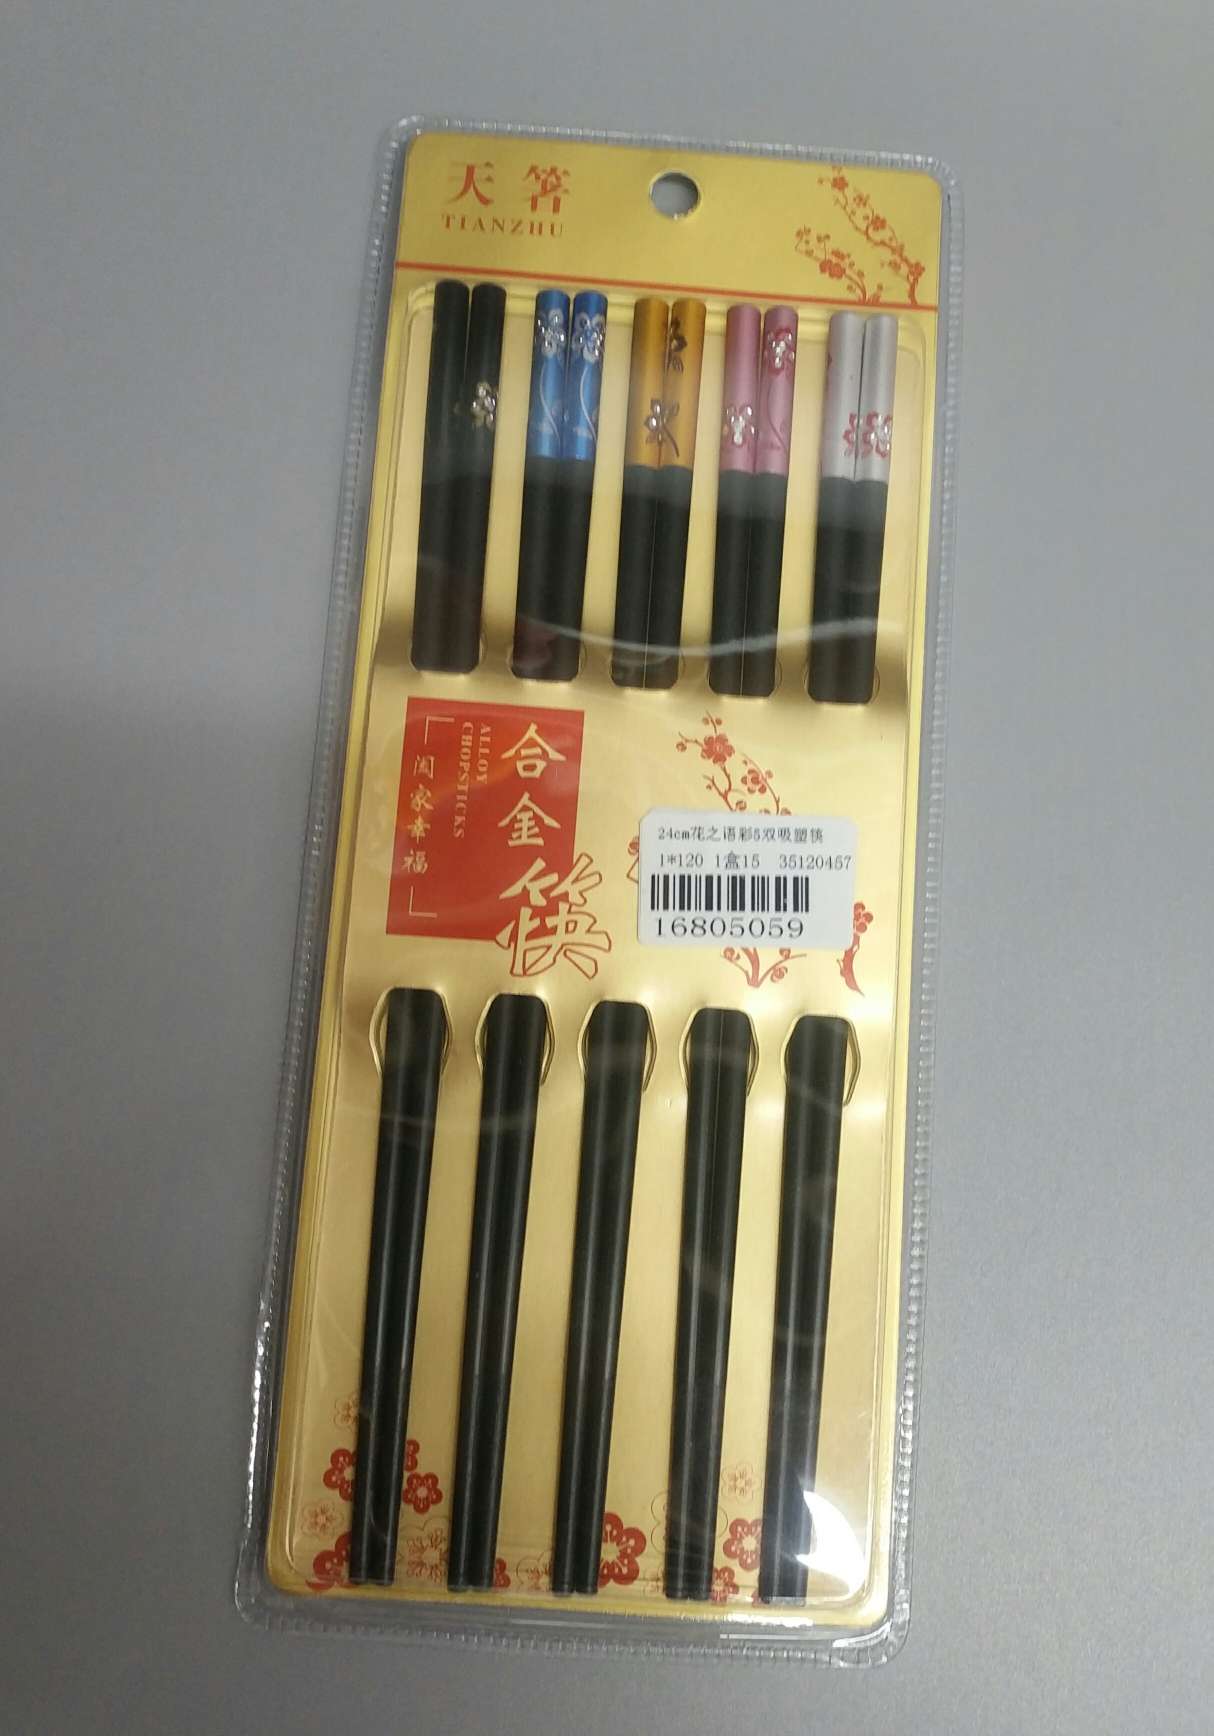 天箸
TIANZHU
合金筷
ALLOY
CHOPSTICKS
「阖家幸福」
24cm花之语彩5双吸塑筷
1*120 1盒15 35120457
16805059